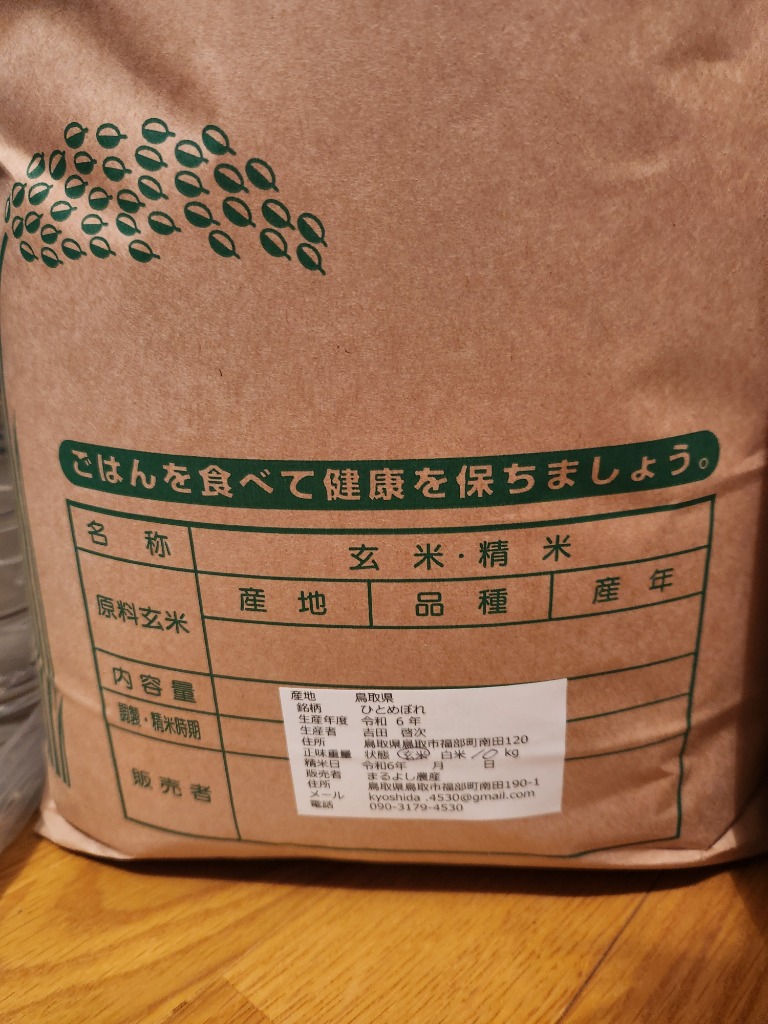 ごはんを食べて健康を保ちましょう。
名 称 玄 米・精 米
原料玄米 産 地 品 種 産 年
内 容 量
調製・精米時期
販 売 者
産地 鳥取県
銘柄 ひとめぼれ
生産年度 令和 6 年
生産者 吉田 啓次
住所 鳥取県鳥取市福部町南田120
正味重量 状態 玄米 白米 10 kg
精米日 令和6年 月 日
販売者 まるよし農産
住所 鳥取県鳥取市福部町南田190-1
メール kyoshida .4530@gmail.com
電話 090-3179-4530